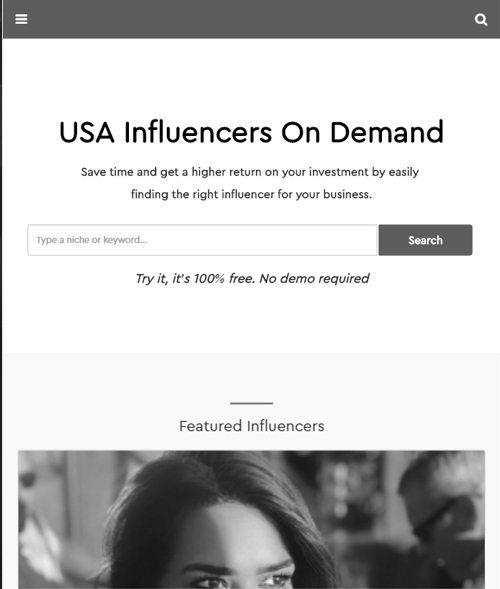 USA Influencers On Demand
Save time and get a higher return on your investment by easily
finding the right influencer for your business.
Type a niche or keyword...
Search
Try it, it's 100% free. No demo required
Featured Influencers